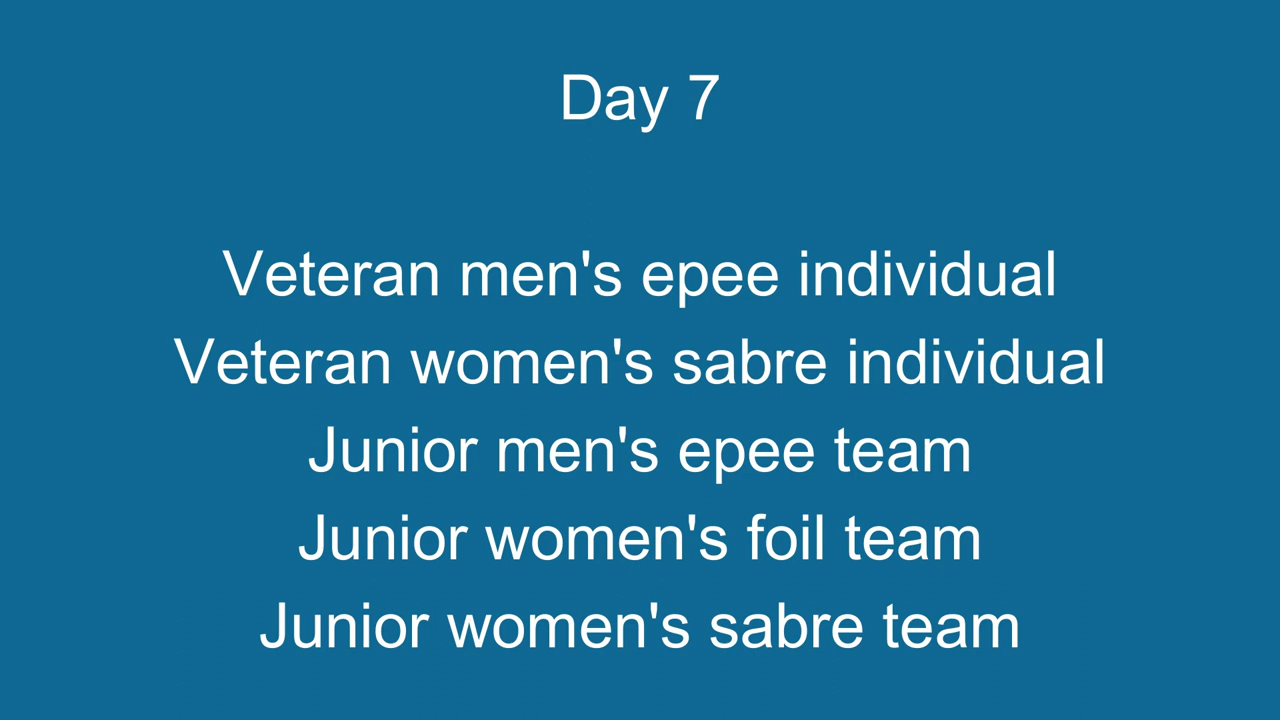 Day 7
Veteran men's epee individual
Veteran women's sabre individual
Junior men's epee team
Junior women's foil team
Junior women's sabre team